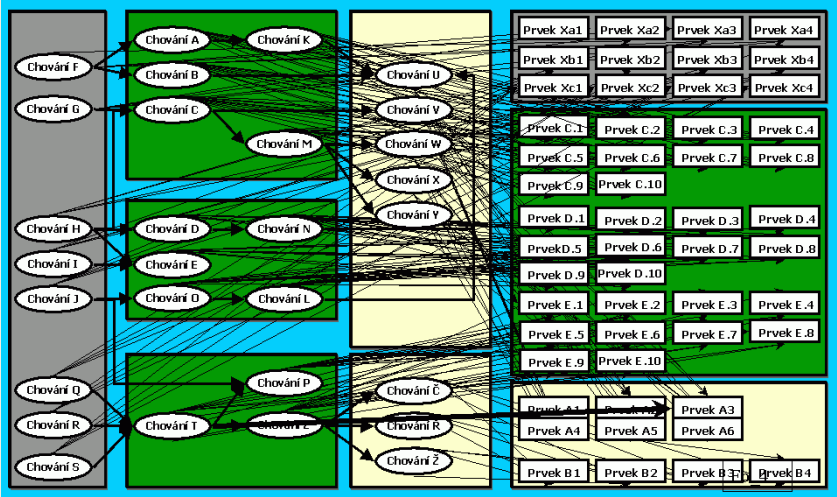 Chování F
Chování G
Chování H
Chování I
Chování J
Chování Q
Chování R
Chování S
Chování A
Chování K
Chování B
Chování C
Chování M
Chování D
Chování N
Chování E
Chování O
Chování L
Chování P
Chování T
Chování U
Chování V
Chování W
Chování X
Chování Y
Chování Č
Chování Ř
Chování Ž
Prvek Xa1 Prvek Xa2 Prvek Xa3 Prvek Xa4
Prvek Xb1 Prvek Xb2 Prvek Xb3 Prvek Xb4
Prvek Xc1 Prvek Xc2 Prvek Xc3 Prvek Xc4
Prvek C.1 Prvek C.2 Prvek C.3 Prvek C.4
Prvek C.5 Prvek C.6 Prvek C.7 Prvek C.8
Prvek C.9 Prvek C.10
Prvek D.1 Prvek D.2 Prvek D.3 Prvek D.4
PrvekD.5 Prvek D.6 Prvek D.7 Prvek D.8
Prvek D.9 Prvek D.10
Prvek E.1 Prvek E.2 Prvek E.3 Prvek E.4
Prvek E.5 Prvek E.6 Prvek E.7 Prvek E.8
Prvek E.9 Prvek E.10
Prvek A1 Prvek A3
Prvek A4 Prvek A5 Prvek A6
Prvek B1 Prvek B2 Prvek B3 Prvek B4